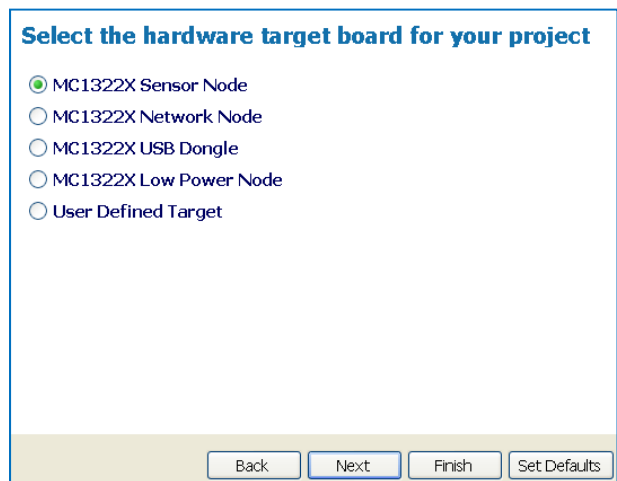 Select the hardware target board for your project
MC1322X Sensor Node
MC1322X Network Node
MC1322X USB Dongle
MC1322X Low Power Node
User Defined Target
Back Next Finish Set Defaults